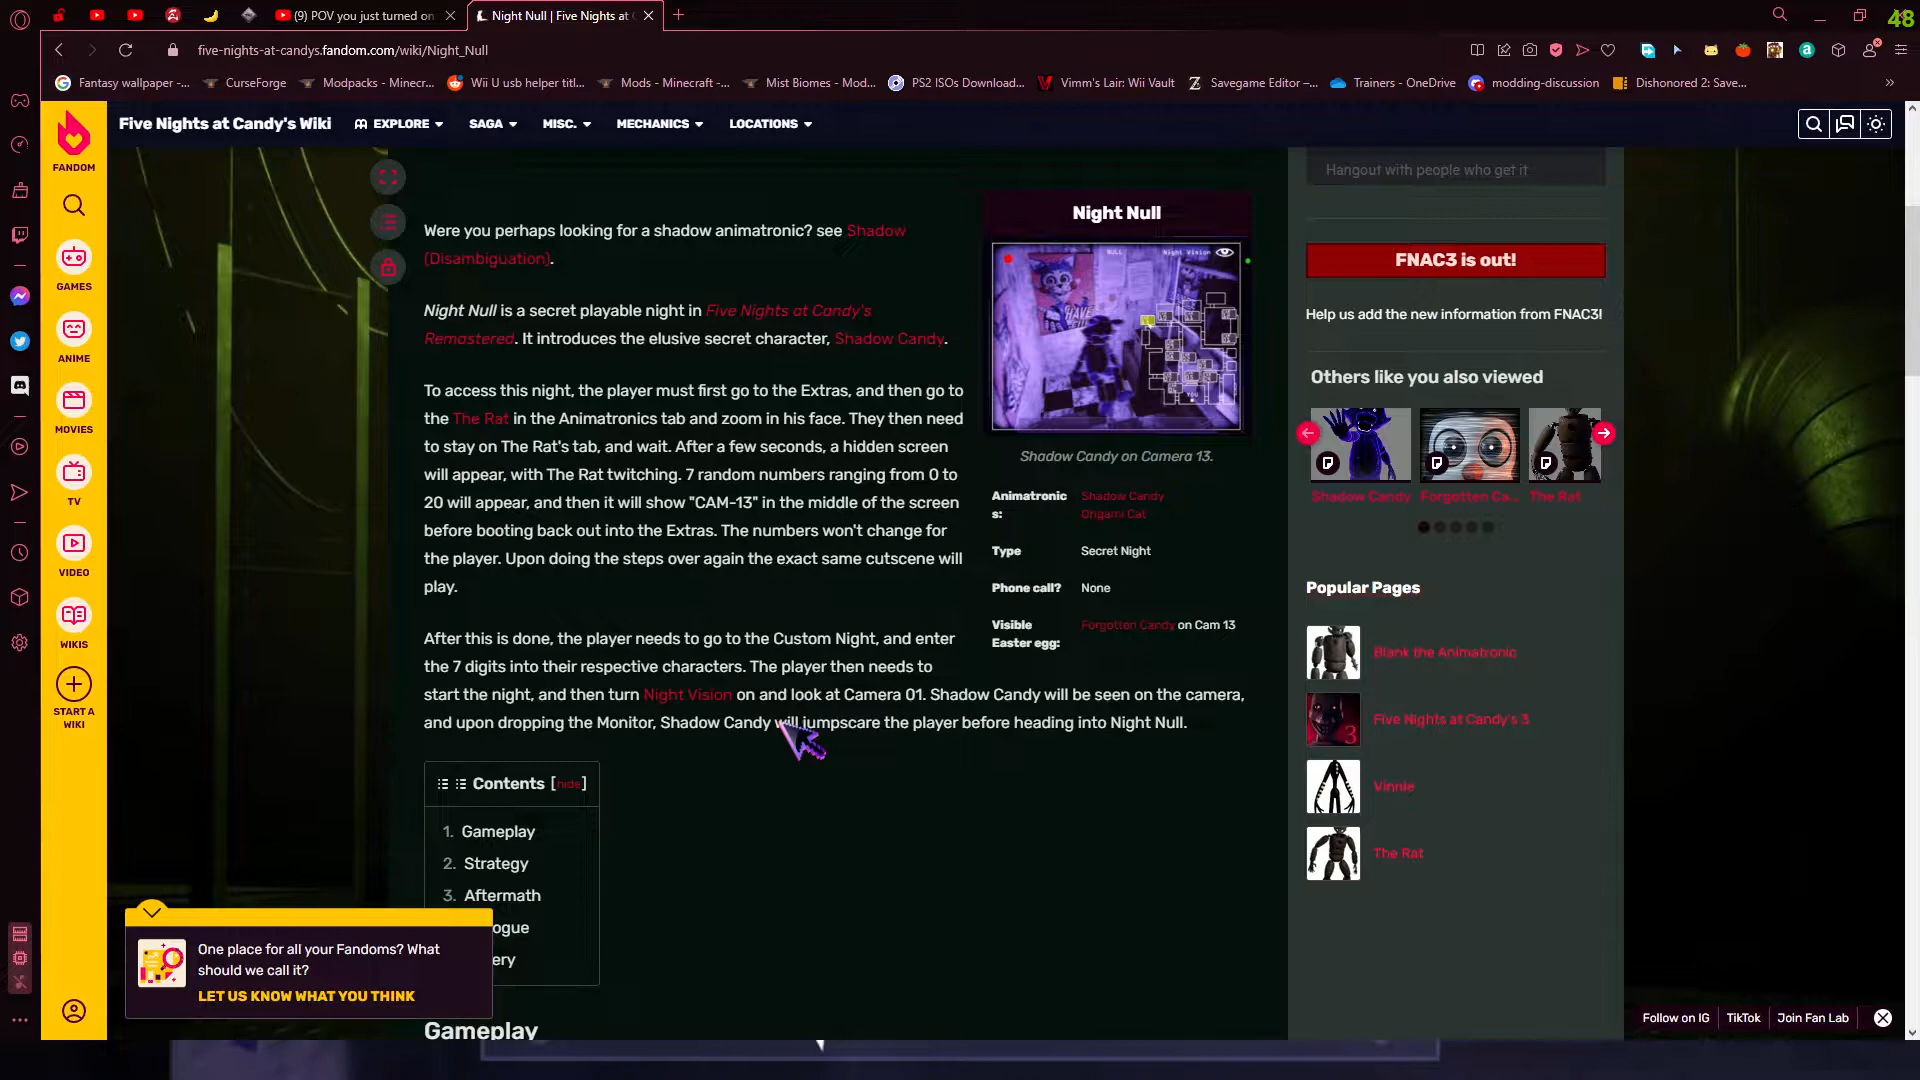 (9) POV you just turned on
Night Null | Five Nights at
48
five-nights-at-candys.fandom.com/wiki/Night_Null
Fantasy wallpaper -...
CurseForge
Modpacks - Minecr...
Wii U usb helper titl...
Mods - Minecraft -...
Mist Biomes - Mod...
PS2 ISOs Download...
Vimm's Lair: Wii Vault
Savegame Editor –...
Trainers - OneDrive
modding-discussion
Dishonored 2: Save...
Five Nights at Candy's Wiki
EXPLORE
SAGA
MISC.
MECHANICS
LOCATIONS
FANDOM
GAMES
ANIME
MOVIES
TV
VIDEO
WIKIS
START A
WIKI
Were you perhaps looking for a shadow animatronic? see Shadow
(Disambiguation).
Night Null is a secret playable night in Five Nights at Candy's
Remastered. It introduces the elusive secret character, Shadow Candy.
To access this night, the player must first go to the Extras, and then go to
the The Rat in the Animatronics tab and zoom in his face. They then need
to stay on The Rat's tab, and wait. After a few seconds, a hidden screen
will appear, with The Rat twitching. 7 random numbers ranging from 0 to
20 will appear, and then it will show "CAM-13" in the middle of the screen
before booting back out into the Extras. The numbers won't change for
the player. Upon doing the steps over again the exact same cutscene will
play.
After this is done, the player needs to go to the Custom Night, and enter
the 7 digits into their respective characters. The player then needs to
start the night, and then turn Night Vision on and look at Camera 01. Shadow Candy will be seen on the camera,
and upon dropping the Monitor, Shadow Candy will jumpscare the player before heading into Night Null.
Night Null
NULL
Night Vision
YOU
Shadow Candy on Camera 13.
Animatronic
s:
Shadow Candy
Origami Cat
Type
Secret Night
Phone call?
None
Visible
Easter egg:
Forgotten Candy on Cam 13
Contents [hide]
1. Gameplay
2. Strategy
3. Aftermath
ogue
ery
Gameplay
One place for all your Fandoms? What
should we call it?
LET US KNOW WHAT YOU THINK
Hangout with people who get it
FNAC3 is out!
Help us add the new information from FNAC3!
Others like you also viewed
Shadow Candy
Forgotten Ca...
The Rat
Popular Pages
Blank the Animatronic
Five Nights at Candy's 3
3
Vinnie
The Rat
Follow on IG
TikTok
Join Fan Lab